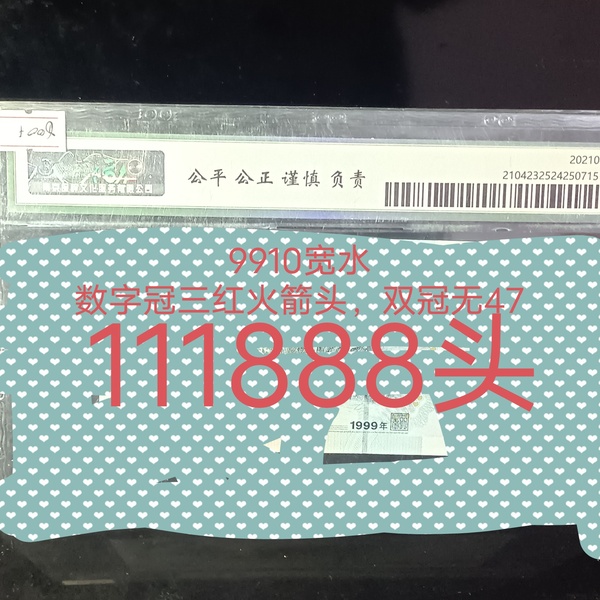 公平 公正 谨慎 负责
20210
2104232524250715
9910宽水
数字冠三红火箭头，双冠无47
111888头
1999年